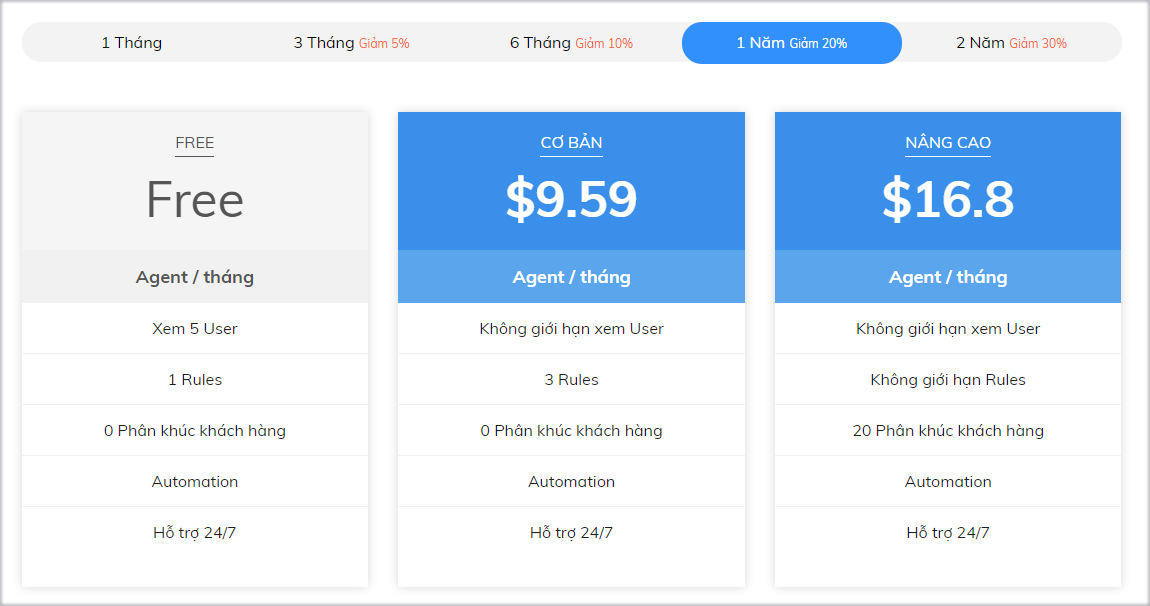 1 Tháng
3 Tháng Giảm 5%
6 Tháng Giảm 10%
1 Năm Giảm 20%
2 Năm Giảm 30%
FREE
Free
Agent / tháng
Xem 5 User
1 Rules
0 Phân khúc khách hàng
Automation
Hỗ trợ 24/7
CƠ BẢN
$9.59
Agent / tháng
Không giới hạn xem User
3 Rules
0 Phân khúc khách hàng
Automation
Hỗ trợ 24/7
NÂNG CAO
$16.8
Agent / tháng
Không giới hạn xem User
Không giới hạn Rules
20 Phân khúc khách hàng
Automation
Hỗ trợ 24/7